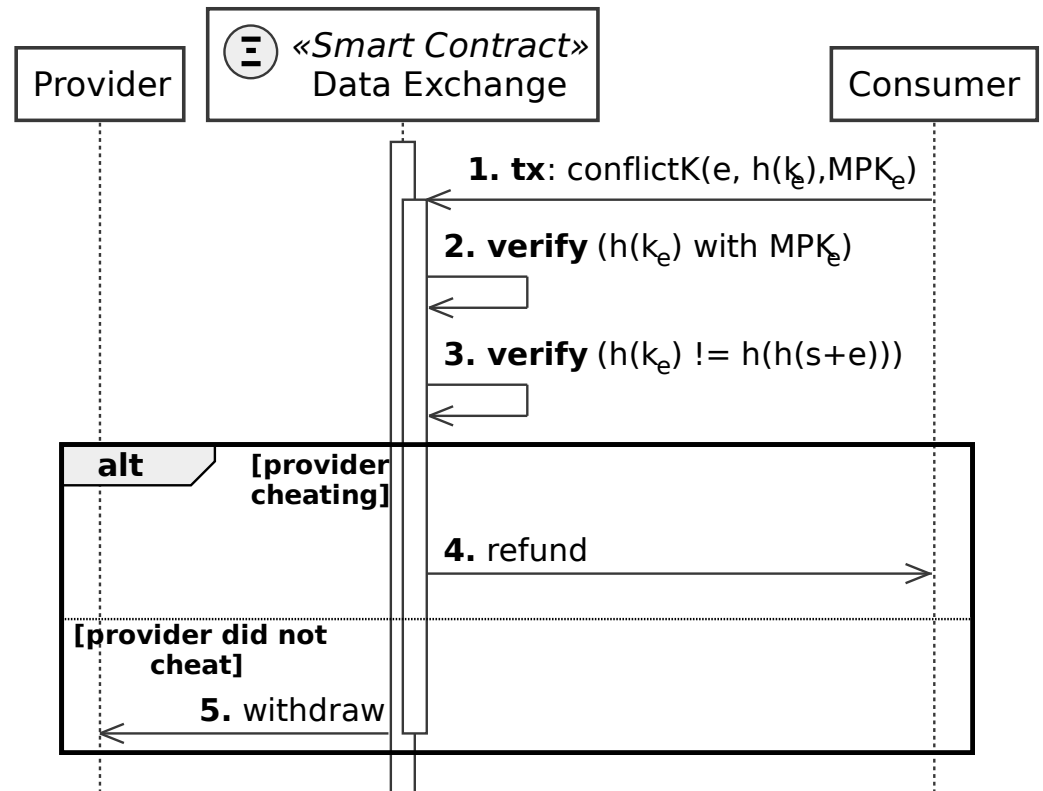 Provider
Ξ «Smart Contract»
Data Exchange
Consumer
1. tx: conflictK(e, h(kₑ),MPKₑ)
2. verify (h(kₑ) with MPKₑ)
3. verify (h(kₑ) != h(h(s+e)))
alt
[provider
cheating]
4. refund
[provider did not
cheat]
5. withdraw